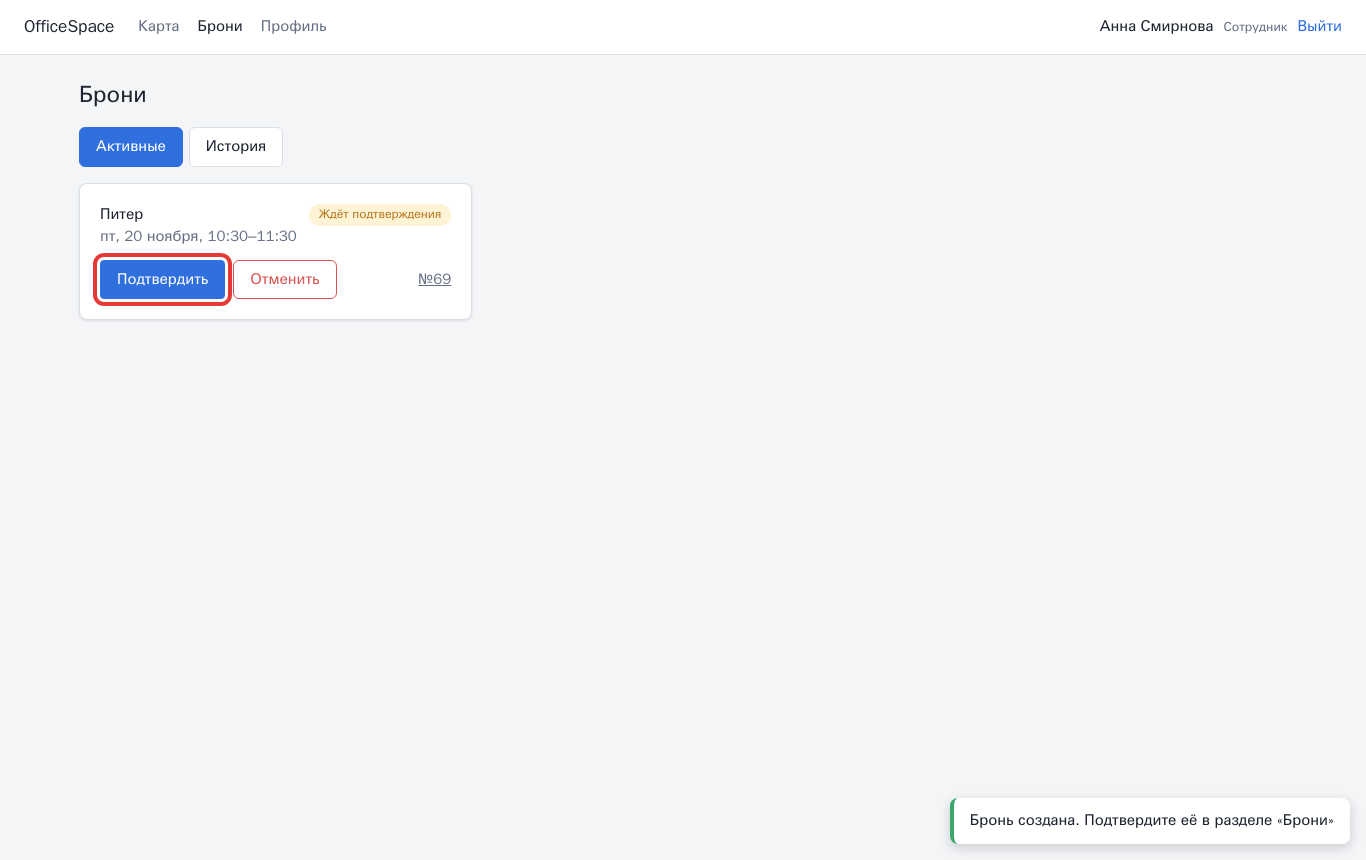 OfficeSpace Карта Брони Профиль Анна Смирнова Сотрудник Выйти
Брони
Активные История
Питер Ждёт подтверждения
пт, 20 ноября, 10:30–11:30
Подтвердить Отменить №69
Бронь создана. Подтвердите её в разделе «Брони»